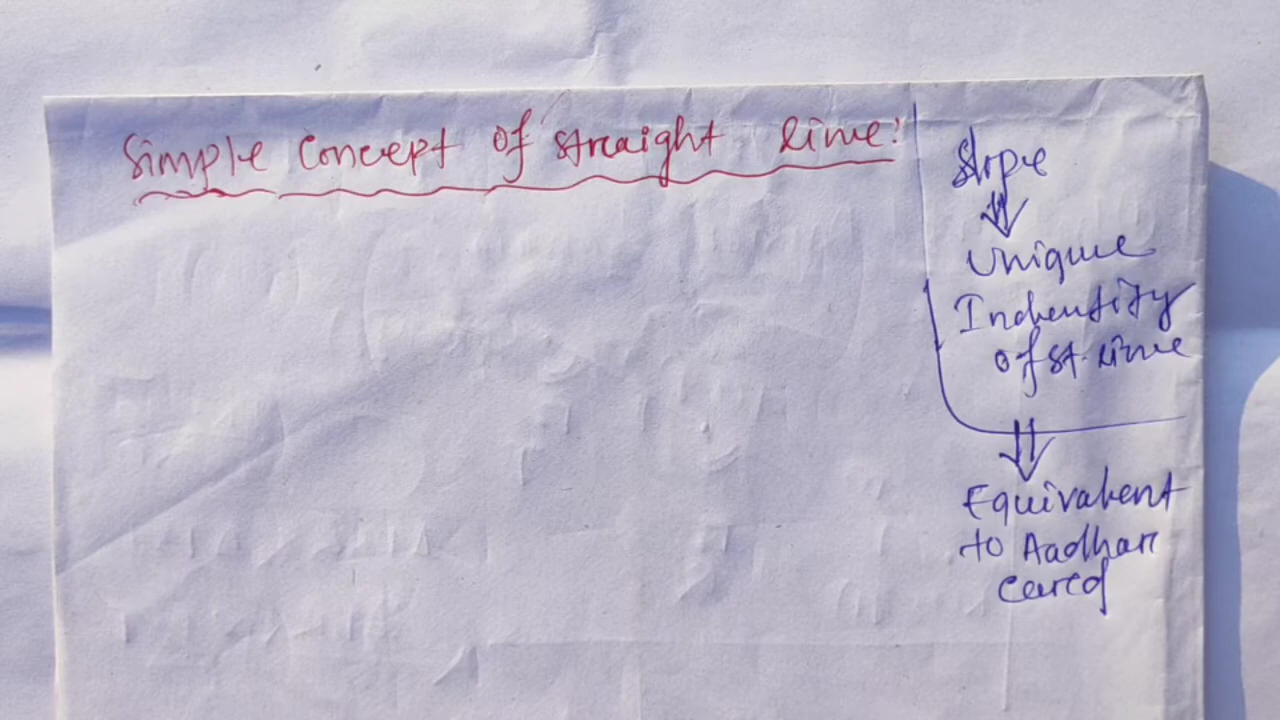 Simple Concept of straight line:
Slope
Unique
Indentity
of st. line
Equivalent
to Aadhar
card